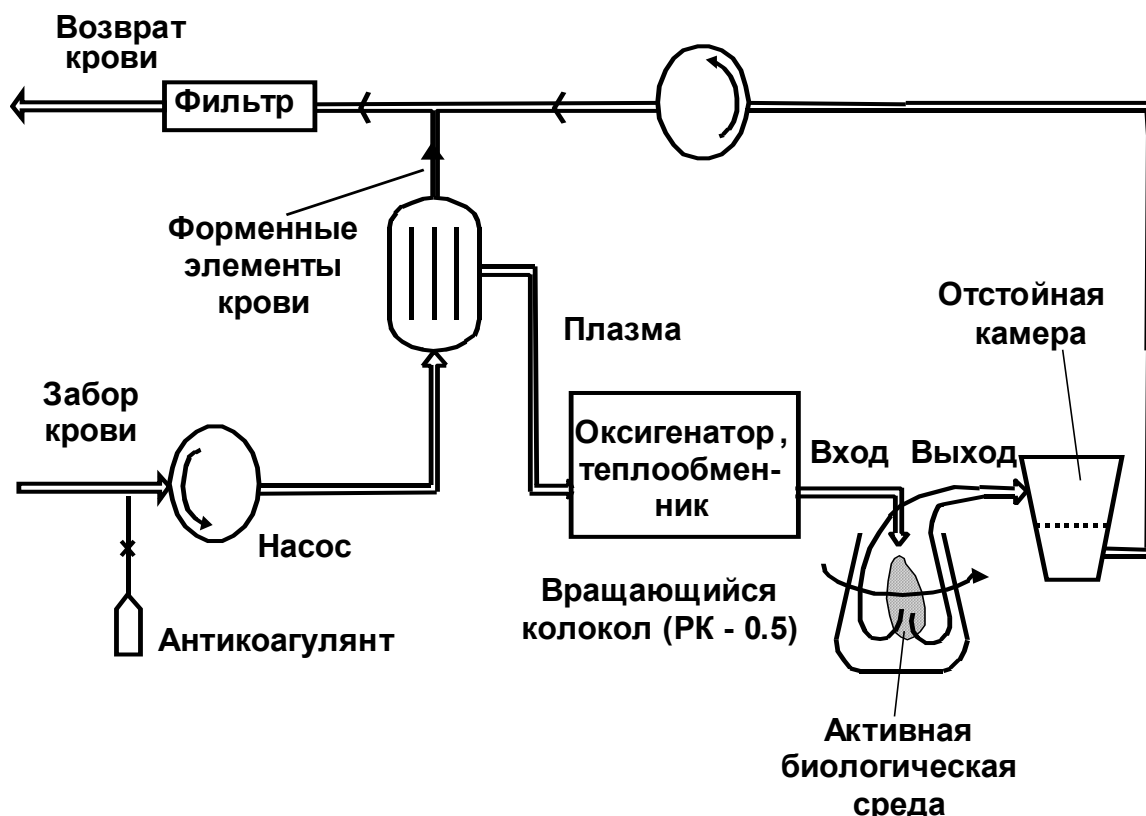 Возврат
крови
Фильтр
Форменные
элементы
крови
Плазма
Отстойная
камера
Забор
крови
Насос
Антикоагулянт
Оксигенатор,
теплообмен-
ник
Вход
Выход
Вращающийся
колокол (РК - 0.5)
Активная
биологическая
среда